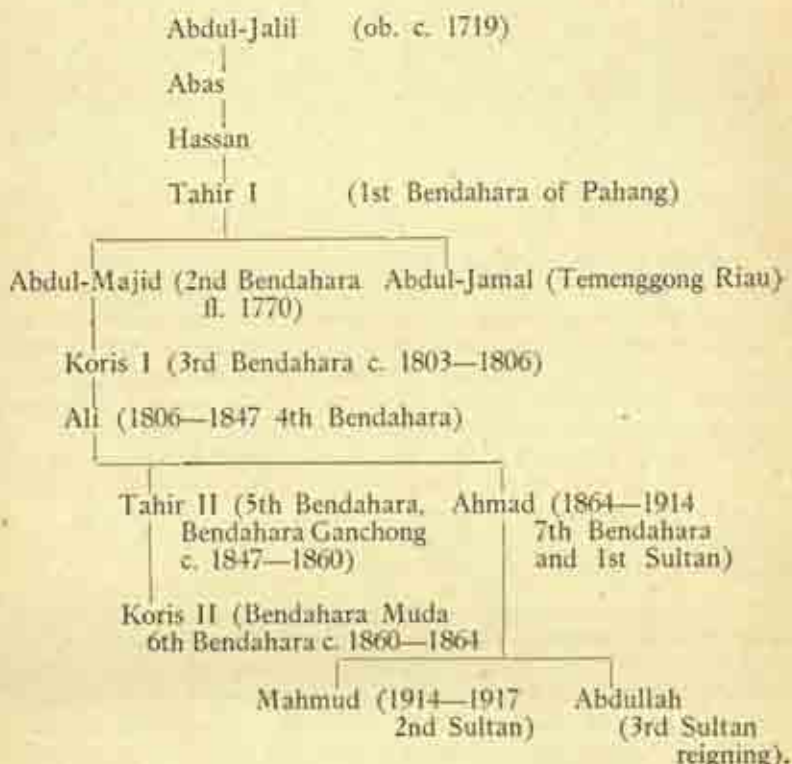 Abdul-Jalil (ob. c. 1719)
Abas
Hassan
Tahir I (1st Bendahara of Pahang)
Abdul-Majid (2nd Bendahara Abdul-Jamal (Temenggong Riau)
fl. 1770)
Koris I (3rd Bendahara c. 1803—1806)
Ali (1806—1847 4th Bendahara)
Tahir II (5th Bendahara, Ahmad (1864—1914
Bendahara Ganchong 7th Bendahara
c. 1847—1860) and 1st Sultan)
Koris II (Bendahara Muda
6th Bendahara c. 1860—1864
Mahmud (1914—1917 Abdullah
2nd Sultan) (3rd Sultan
reigning).